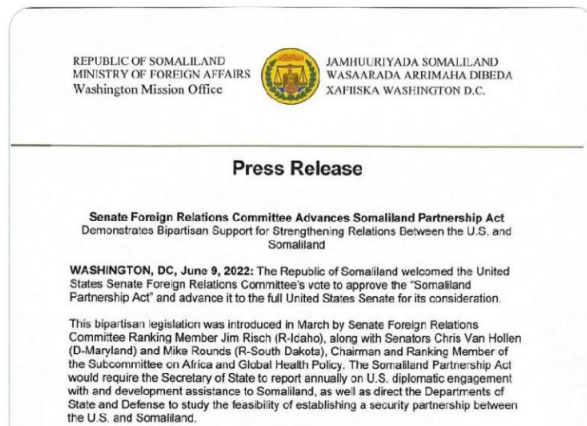 REPUBLIC OF SOMALILAND
MINISTRY OF FOREIGN AFFAIRS
Washington Mission Office
JAMHUURIYADA SOMALILAND
WASAARADA ARRIMAHA DIBEDA
XAFIISKA WASHINGTON D.C.
Press Release
Senate Foreign Relations Committee Advances Somaliland Partnership Act
Demonstrates Bipartisan Support for Strengthening Relations Between the U.S. and
Somaliland
WASHINGTON, DC, June 9, 2022: The Republic of Somaliland welcomed the United
States Senate Foreign Relations Committee's vote to approve the "Somaliland
Partnership Act" and advance it to the full United States Senate for its consideration.
This bipartisan legislation was introduced in March by Senate Foreign Relations
Committee Ranking Member Jim Risch (R-Idaho), along with Senators Chris Van Hollen
(D-Maryland) and Mike Rounds (R-South Dakota), Chairman and Ranking Member of
the Subcommittee on Africa and Global Health Policy. The Somaliland Partnership Act
would require the Secretary of State to report annually on U.S. diplomatic engagement
with and development assistance to Somaliland, as well as direct the Departments of
State and Defense to study the feasibility of establishing a security partnership between
the U.S. and Somaliland.